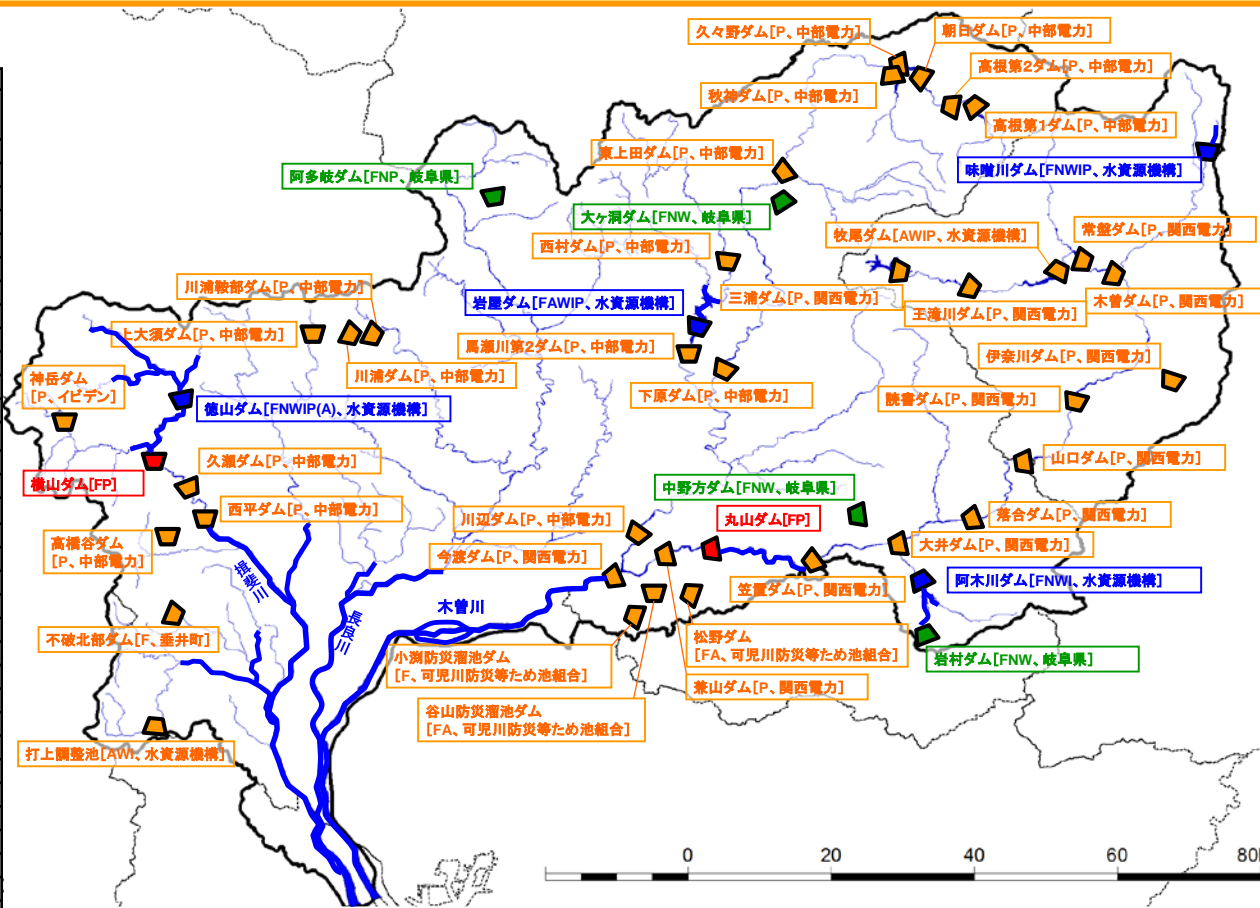 久々野ダム[P、中部電力]
朝日ダム[P、中部電力]
高根第2ダム[P、中部電力]
秋神ダム[P、中部電力]
高根第1ダム[P、中部電力]
東上田ダム[P、中部電力]
味噌川ダム[FNWIP、水資源機構]
阿多岐ダム[FNP、岐阜県]
大ヶ洞ダム[FNW、岐阜県]
西村ダム[P、中部電力]
牧尾ダム[AWIP、水資源機構]
常盤ダム[P、関西電力]
川浦鞍部ダム[P、中部電力]
岩屋ダム[FAWIP、水資源機構]
三浦ダム[P、関西電力]
王滝川ダム[P、関西電力]
木曽ダム[P、関西電力]
上大須ダム[P、中部電力]
馬瀬川第2ダム[P、中部電力]
伊奈川ダム[P、関西電力]
神岳ダム
[P、イビデン]
川浦ダム[P、中部電力]
下原ダム[P、中部電力]
読書ダム[P、関西電力]
徳山ダム[FNWIP(A)、水資源機構]
久瀬ダム[P、中部電力]
山口ダム[P、関西電力]
横山ダム[FP]
中野方ダム[FNW、岐阜県]
西平ダム[P、中部電力]
川辺ダム[P、中部電力]
丸山ダム[FP]
落合ダム[P、関西電力]
高橋谷ダム
[P、中部電力]
今渡ダム[P、関西電力]
大井ダム[P、関西電力]
揖斐川
笠置ダム[P、関西電力]
阿木川ダム[FNWI、水資源機構]
木曽川
長良川
不破北部ダム[F、垂井町]
小渕防災溜池ダム
[F、可児川防災等ため池組合]
松野ダム
[FA、可児川防災等ため池組合]
岩村ダム[FNW、岐阜県]
兼山ダム[P、関西電力]
谷山防災溜池ダム
[FA、可児川防災等ため池組合]
打上調整池[AWI、水資源機構]
0 20 40 60 80